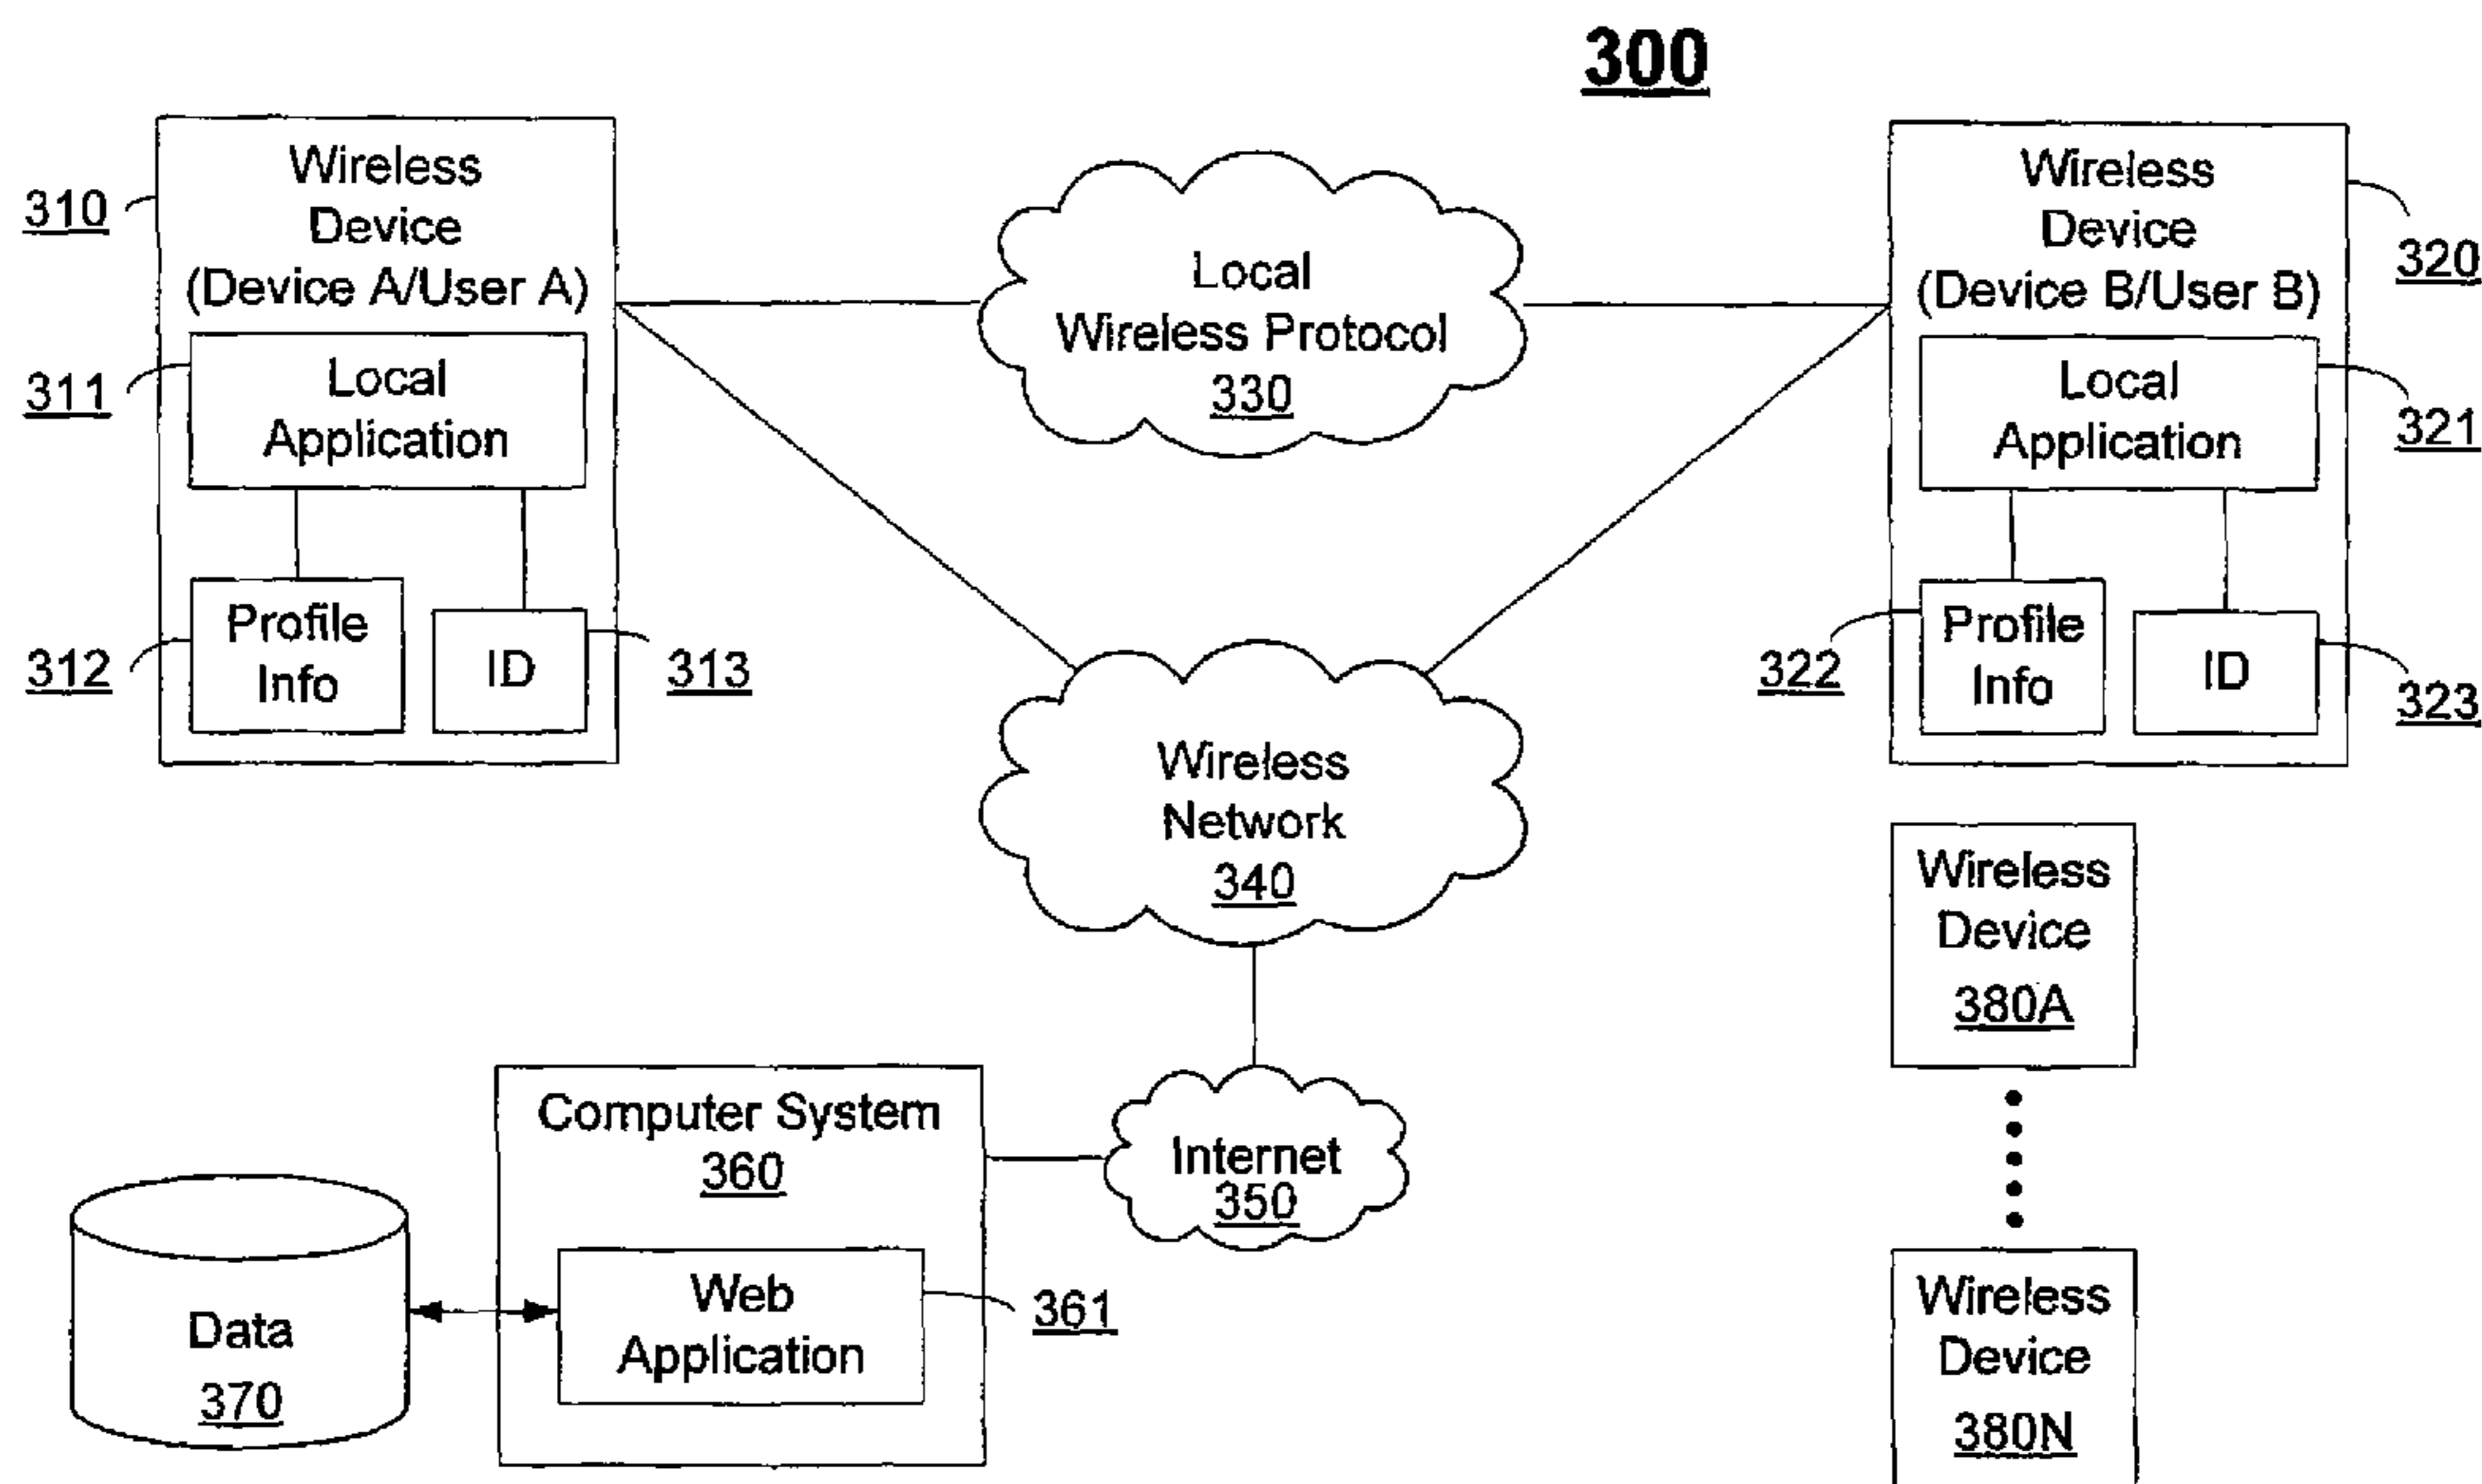 300
Wireless
Device
(Device A/User A)
310
Local
Application
311
Profile
Info
312
ID
313
Local
Wireless Protocol
330
Wireless
Device
(Device B/User B)
320
Local
Application
321
Profile
Info
322
ID
323
Wireless
Network
340
Wireless
Device
380A
Computer System
360
Internet
350
Web
Application
361
Data
370
Wireless
Device
380N